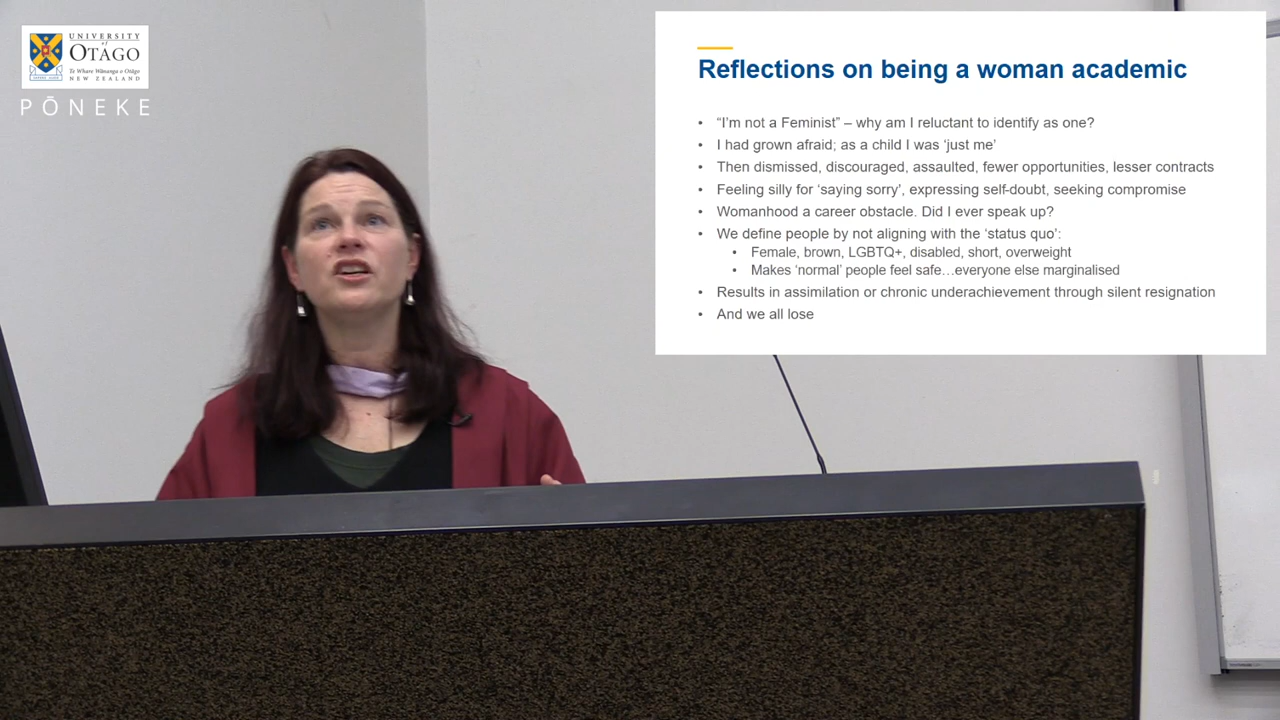 UNIVERSITY
of
OTAGO
Te Whare Wānanga o Otāgo
NEW ZEALAND
PŌNEKE
Reflections on being a woman academic
• “I’m not a Feminist” – why am I reluctant to identify as one?
• I had grown afraid; as a child I was ‘just me’
• Then dismissed, discouraged, assaulted, fewer opportunities, lesser contracts
• Feeling silly for ‘saying sorry’, expressing self-doubt, seeking compromise
• Womanhood a career obstacle. Did I ever speak up?
• We define people by not aligning with the ‘status quo’:
• Female, brown, LGBTQ+, disabled, short, overweight
• Makes ‘normal’ people feel safe…everyone else marginalised
• Results in assimilation or chronic underachievement through silent resignation
• And we all lose